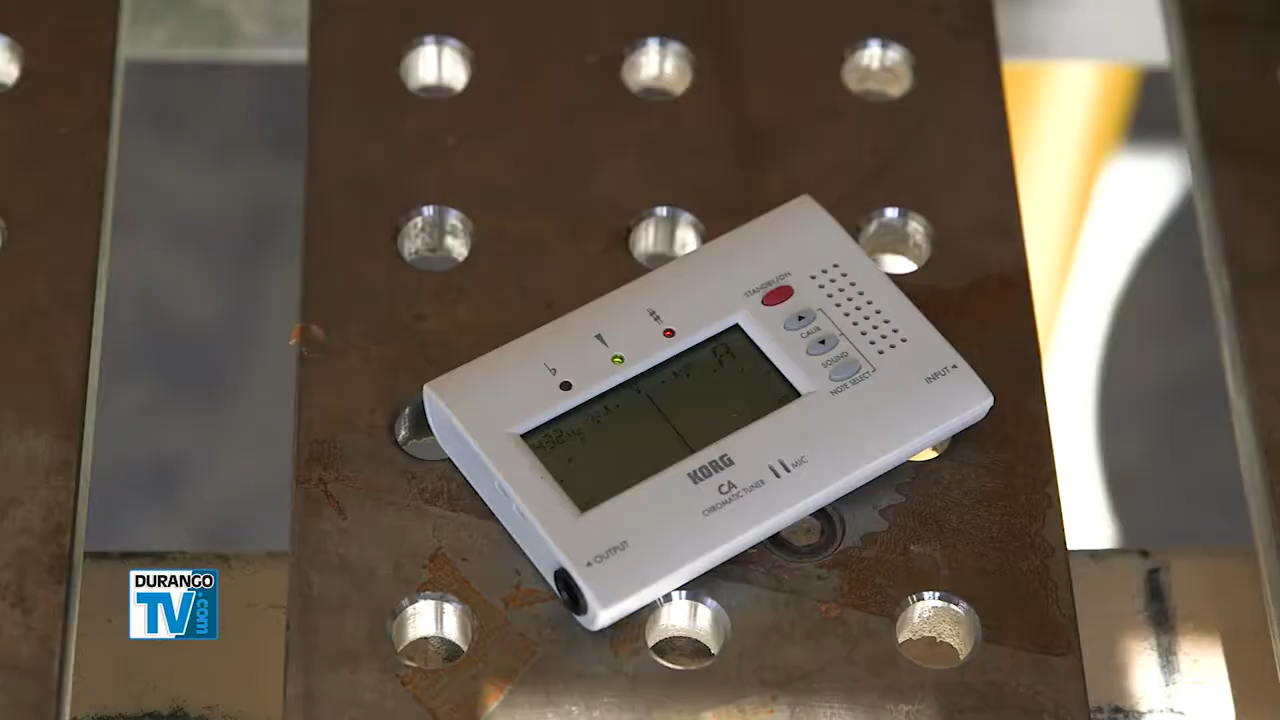 STANDBY/ON
CALIB
SOUND
NOTE SELECT
INPUT
432Hz
KORG
CA
CHROMATIC TUNER
MIC
OUTPUT
DURANGO
TV
.com